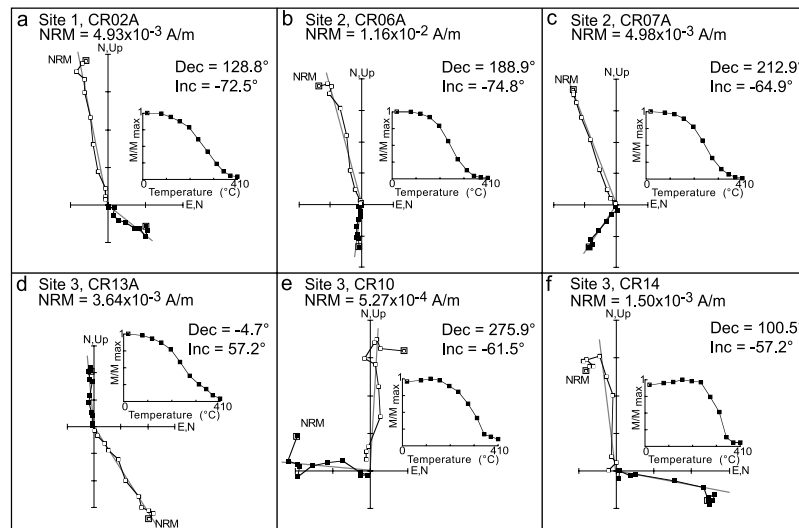 a Site 1, CR02A
NRM = 4.93x10-3 A/m
N,Up
NRM
Dec = 128.8°
Inc = -72.5°
1
M/M max
0
410
Temperature (°C)
E,N
b Site 2, CR06A
NRM = 1.16x10-2 A/m
N,Up
NRM
Dec = 188.9°
Inc = -74.8°
1
M/M max
0
410
Temperature (°C)
E,N
c Site 2, CR07A
NRM = 4.98x10-3 A/m
N,Up
NRM
Dec = 212.9°
Inc = -64.9°
1
M/M max
0
410
Temperature (°C)
E,N
d Site 3, CR13A
NRM = 3.64x10-3 A/m
N,Up
Dec = -4.7°
Inc = 57.2°
1
M/M max
0
410
Temperature (°C)
E,N
NRM
e Site 3, CR10
NRM = 5.27x10-4 A/m
N,Up
Dec = 275.9°
Inc = -61.5°
1
M/M max
NRM
0
410
Temperature (°C)
E,N
f Site 3, CR14
NRM = 1.50x10-3 A/m
N,Up
Dec = 100.5°
Inc = -57.2°
NRM
1
M/M max
0
410
Temperature (°C)
E,N